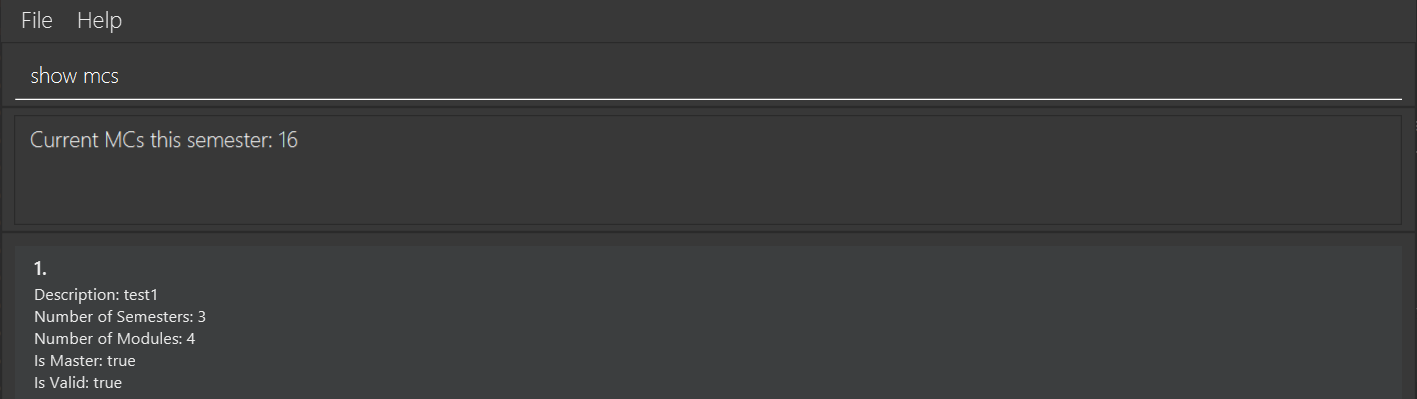 File Help
show mcs
Current MCs this semester: 16
1.
Description: test1
Number of Semesters: 3
Number of Modules: 4
Is Master: true
Is Valid: true